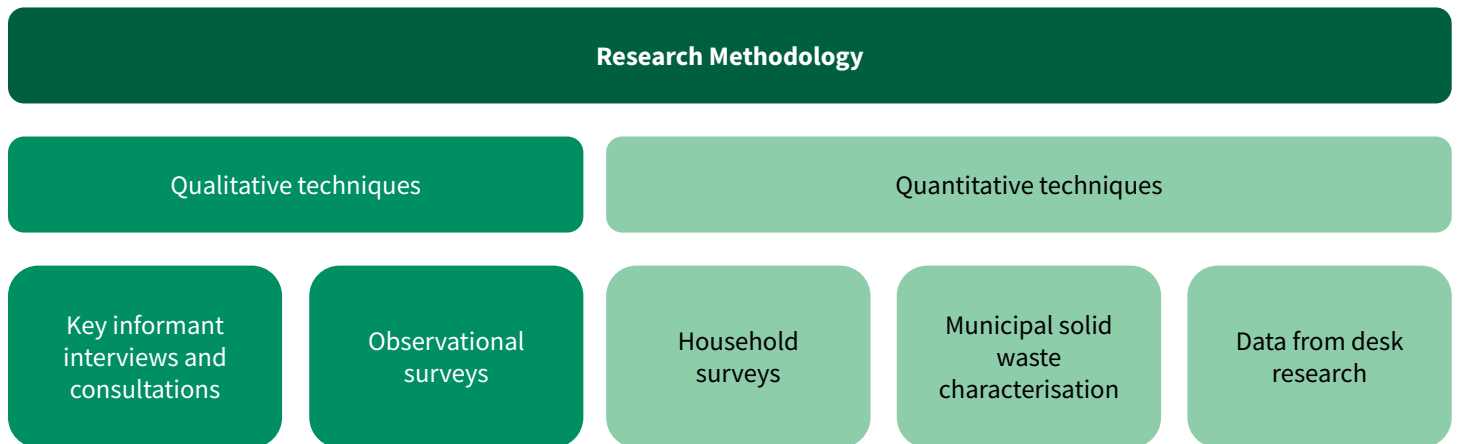 Research Methodology
Qualitative techniques
Quantitative techniques
Key informant
interviews and
consultations
Observational
surveys
Household
surveys
Municipal solid
waste
characterisation
Data from desk
research